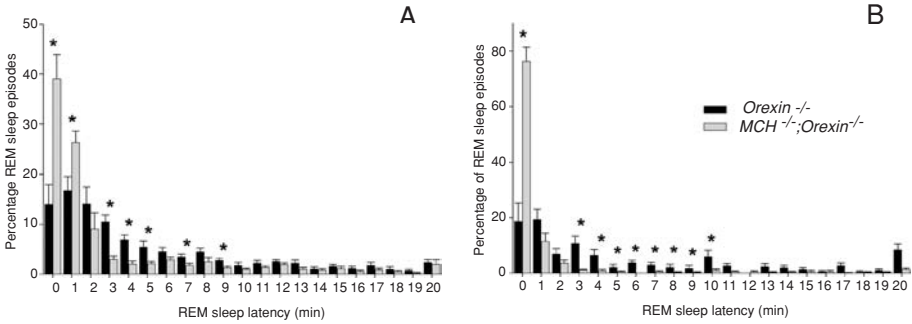 A
Percentage REM sleep episodes
50
40
30
20
10
0
* * * * * * *
0 1 2 3 4 5 6 7 8 9 10 11 12 13 14 15 16 17 18 19 20
REM sleep latency (min)
B
Percentage of REM sleep episodes
80
60
40
20
0
* * * * * * * * *
Orexin -/-
MCH -/-;Orexin-/-
0 1 2 3 4 5 6 7 8 9 10 11 12 13 14 15 16 17 18 19 20
REM sleep latency (min)